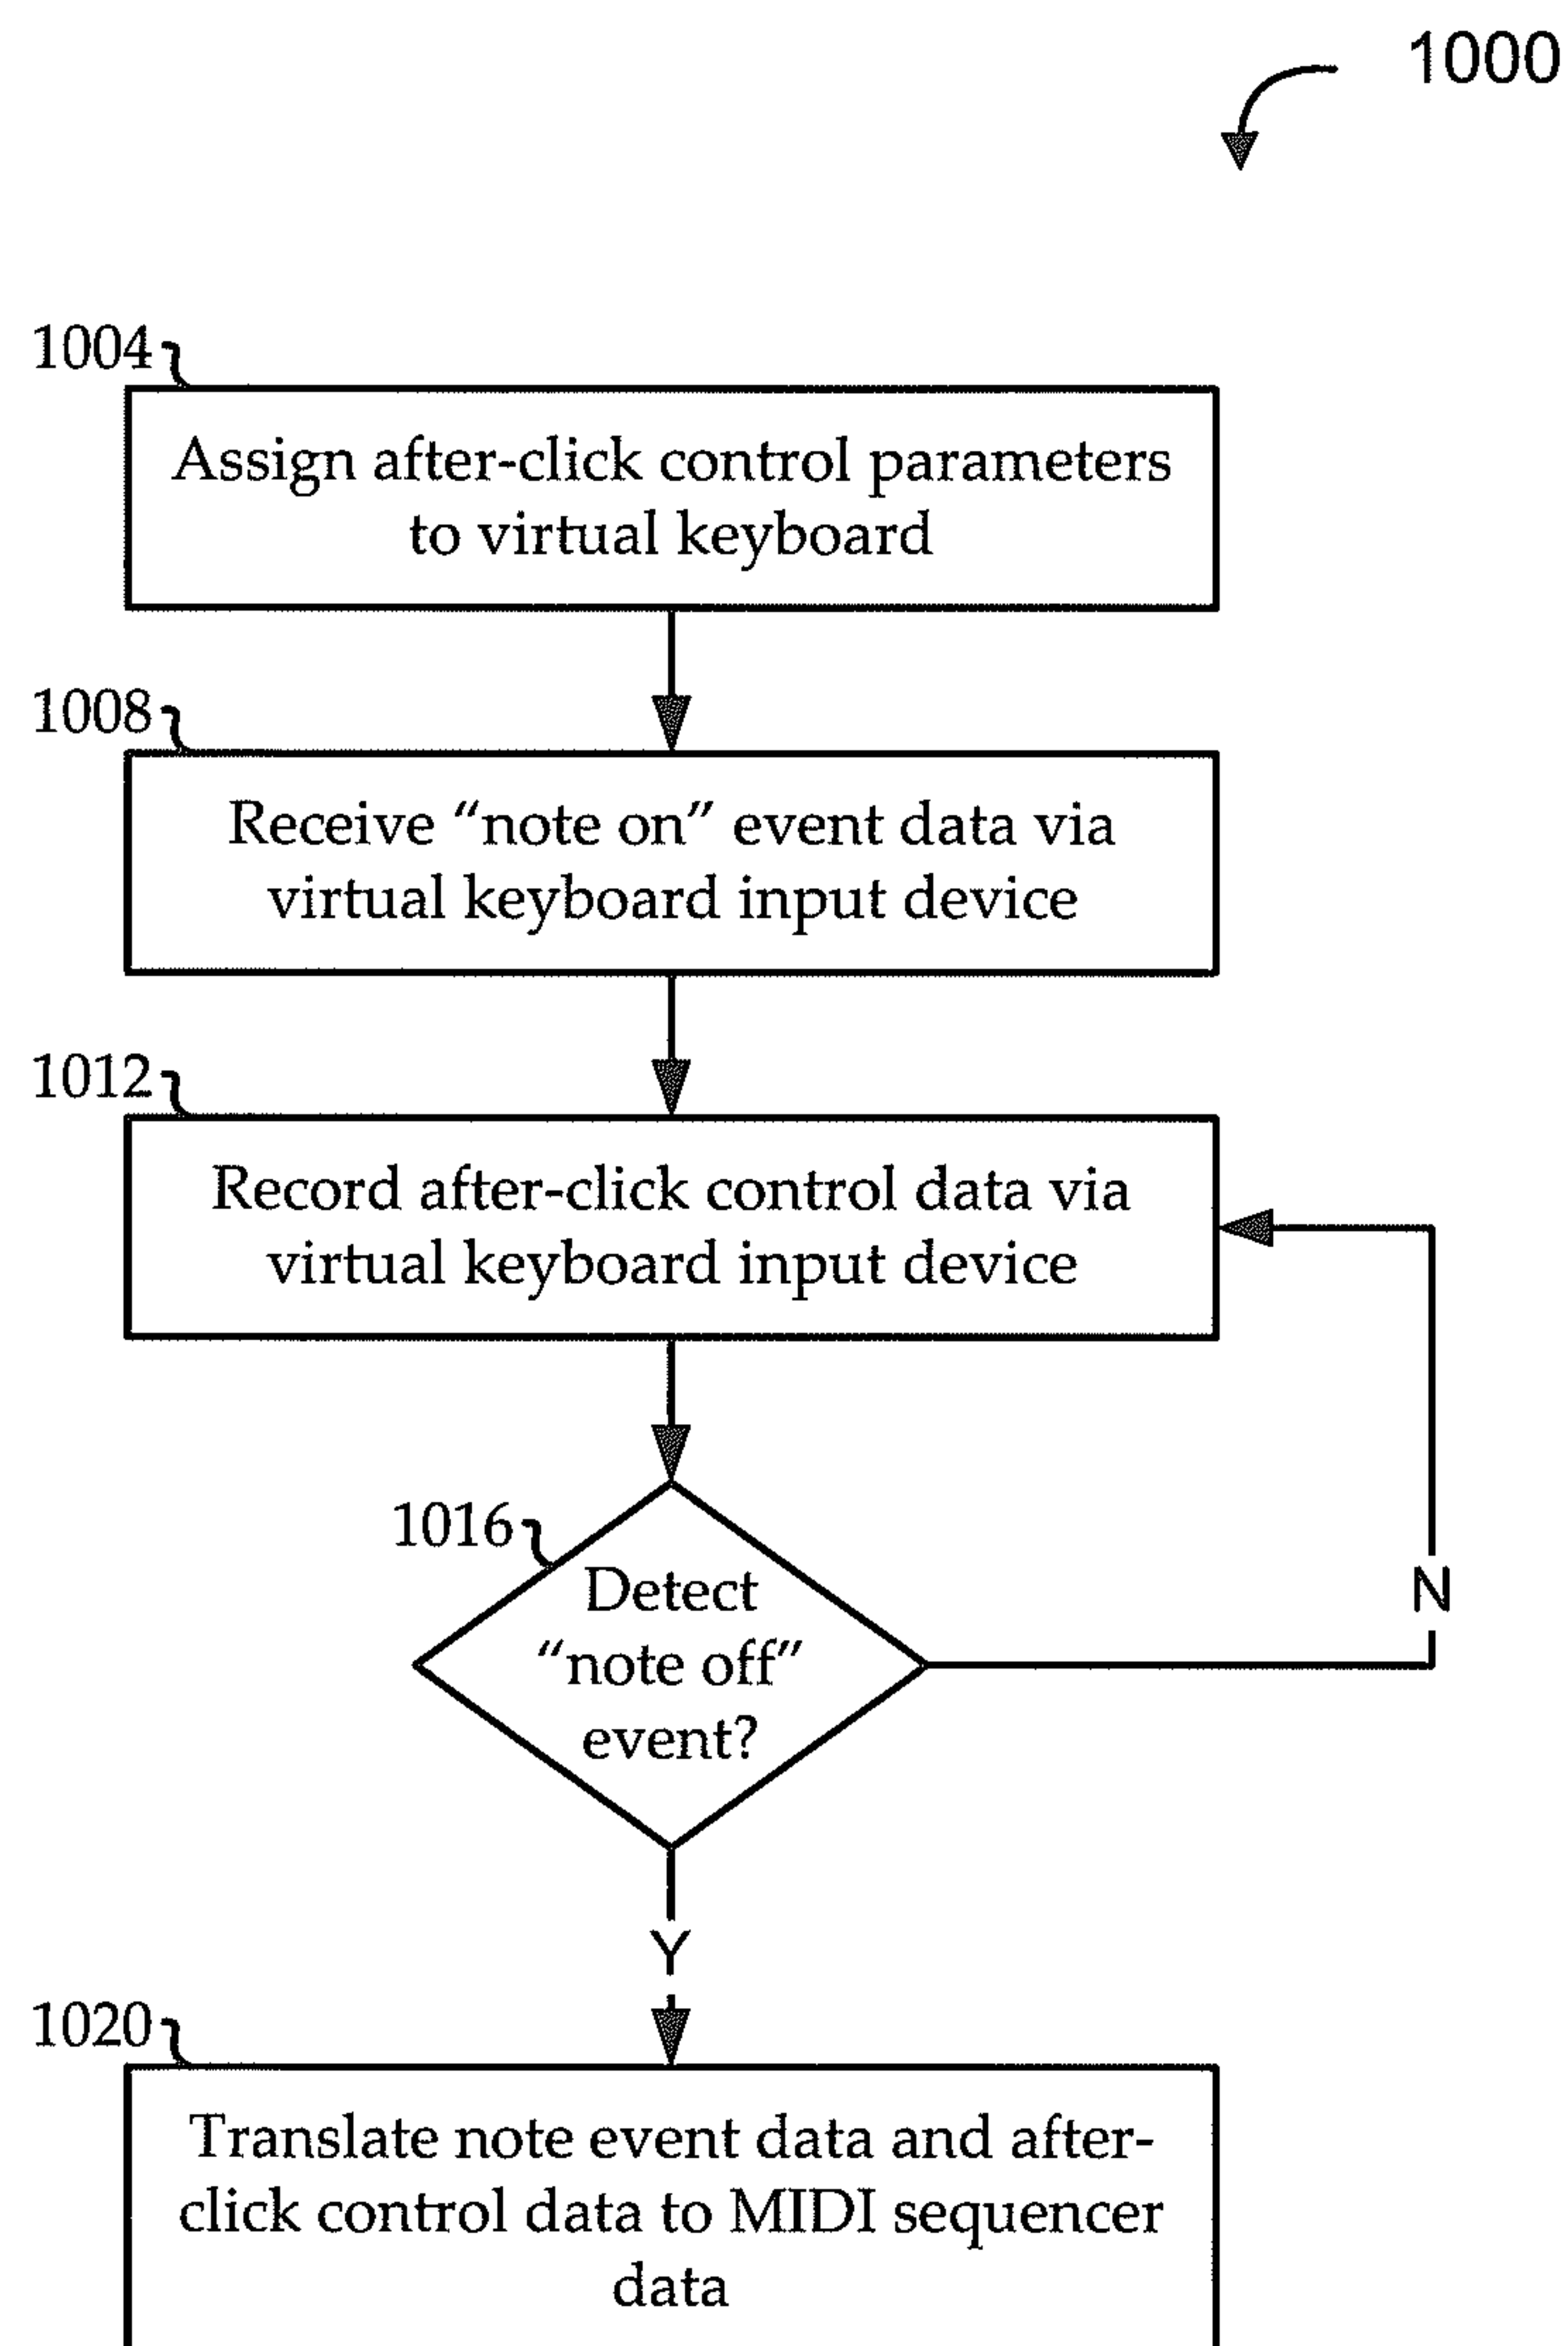 1000
1004
Assign after-click control parameters
to virtual keyboard
1008
Receive “note on” event data via
virtual keyboard input device
1012
Record after-click control data via
virtual keyboard input device
1016
Detect
“note off”
event?
N
Y
1020
Translate note event data and after-
click control data to MIDI sequencer
data